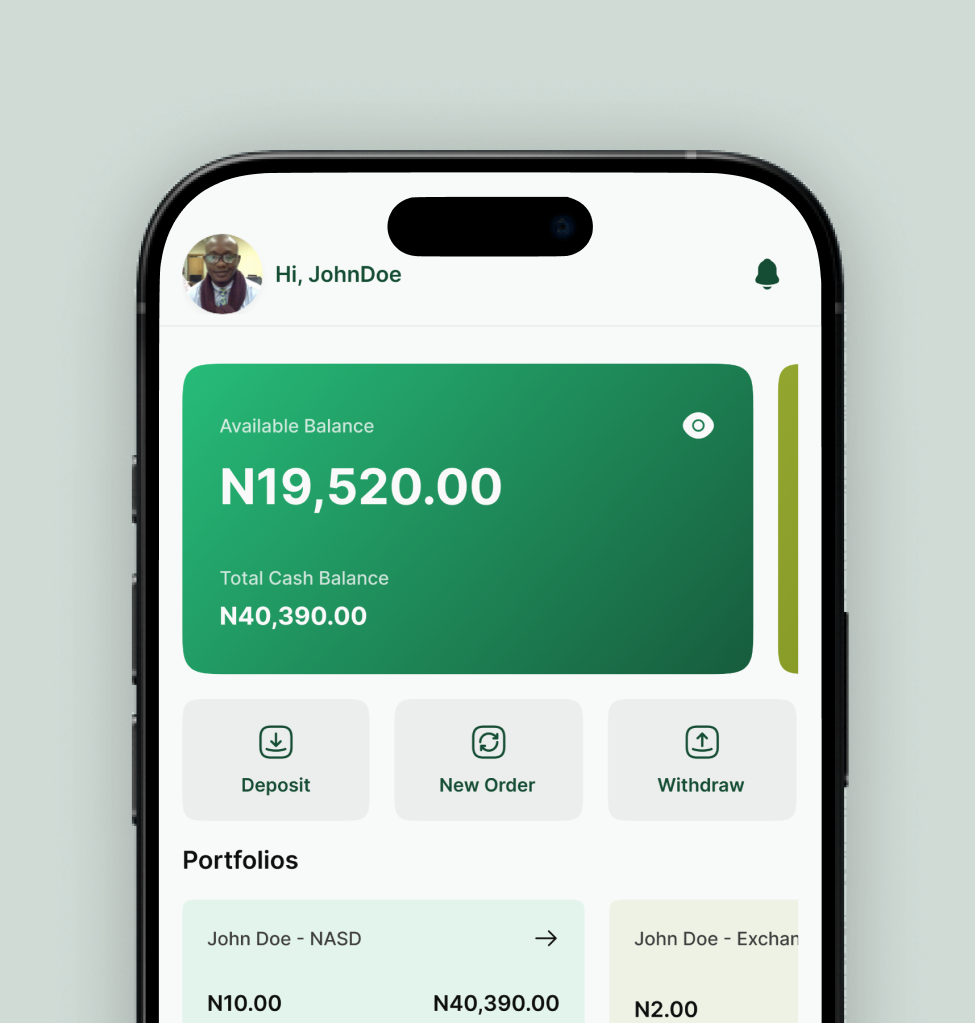 Hi, JohnDoe
Available Balance
N19,520.00
Total Cash Balance
N40,390.00
Deposit
New Order
Withdraw
Portfolios
John Doe - NASD
John Doe - Exchan
N10.00
N40,390.00
N2.00